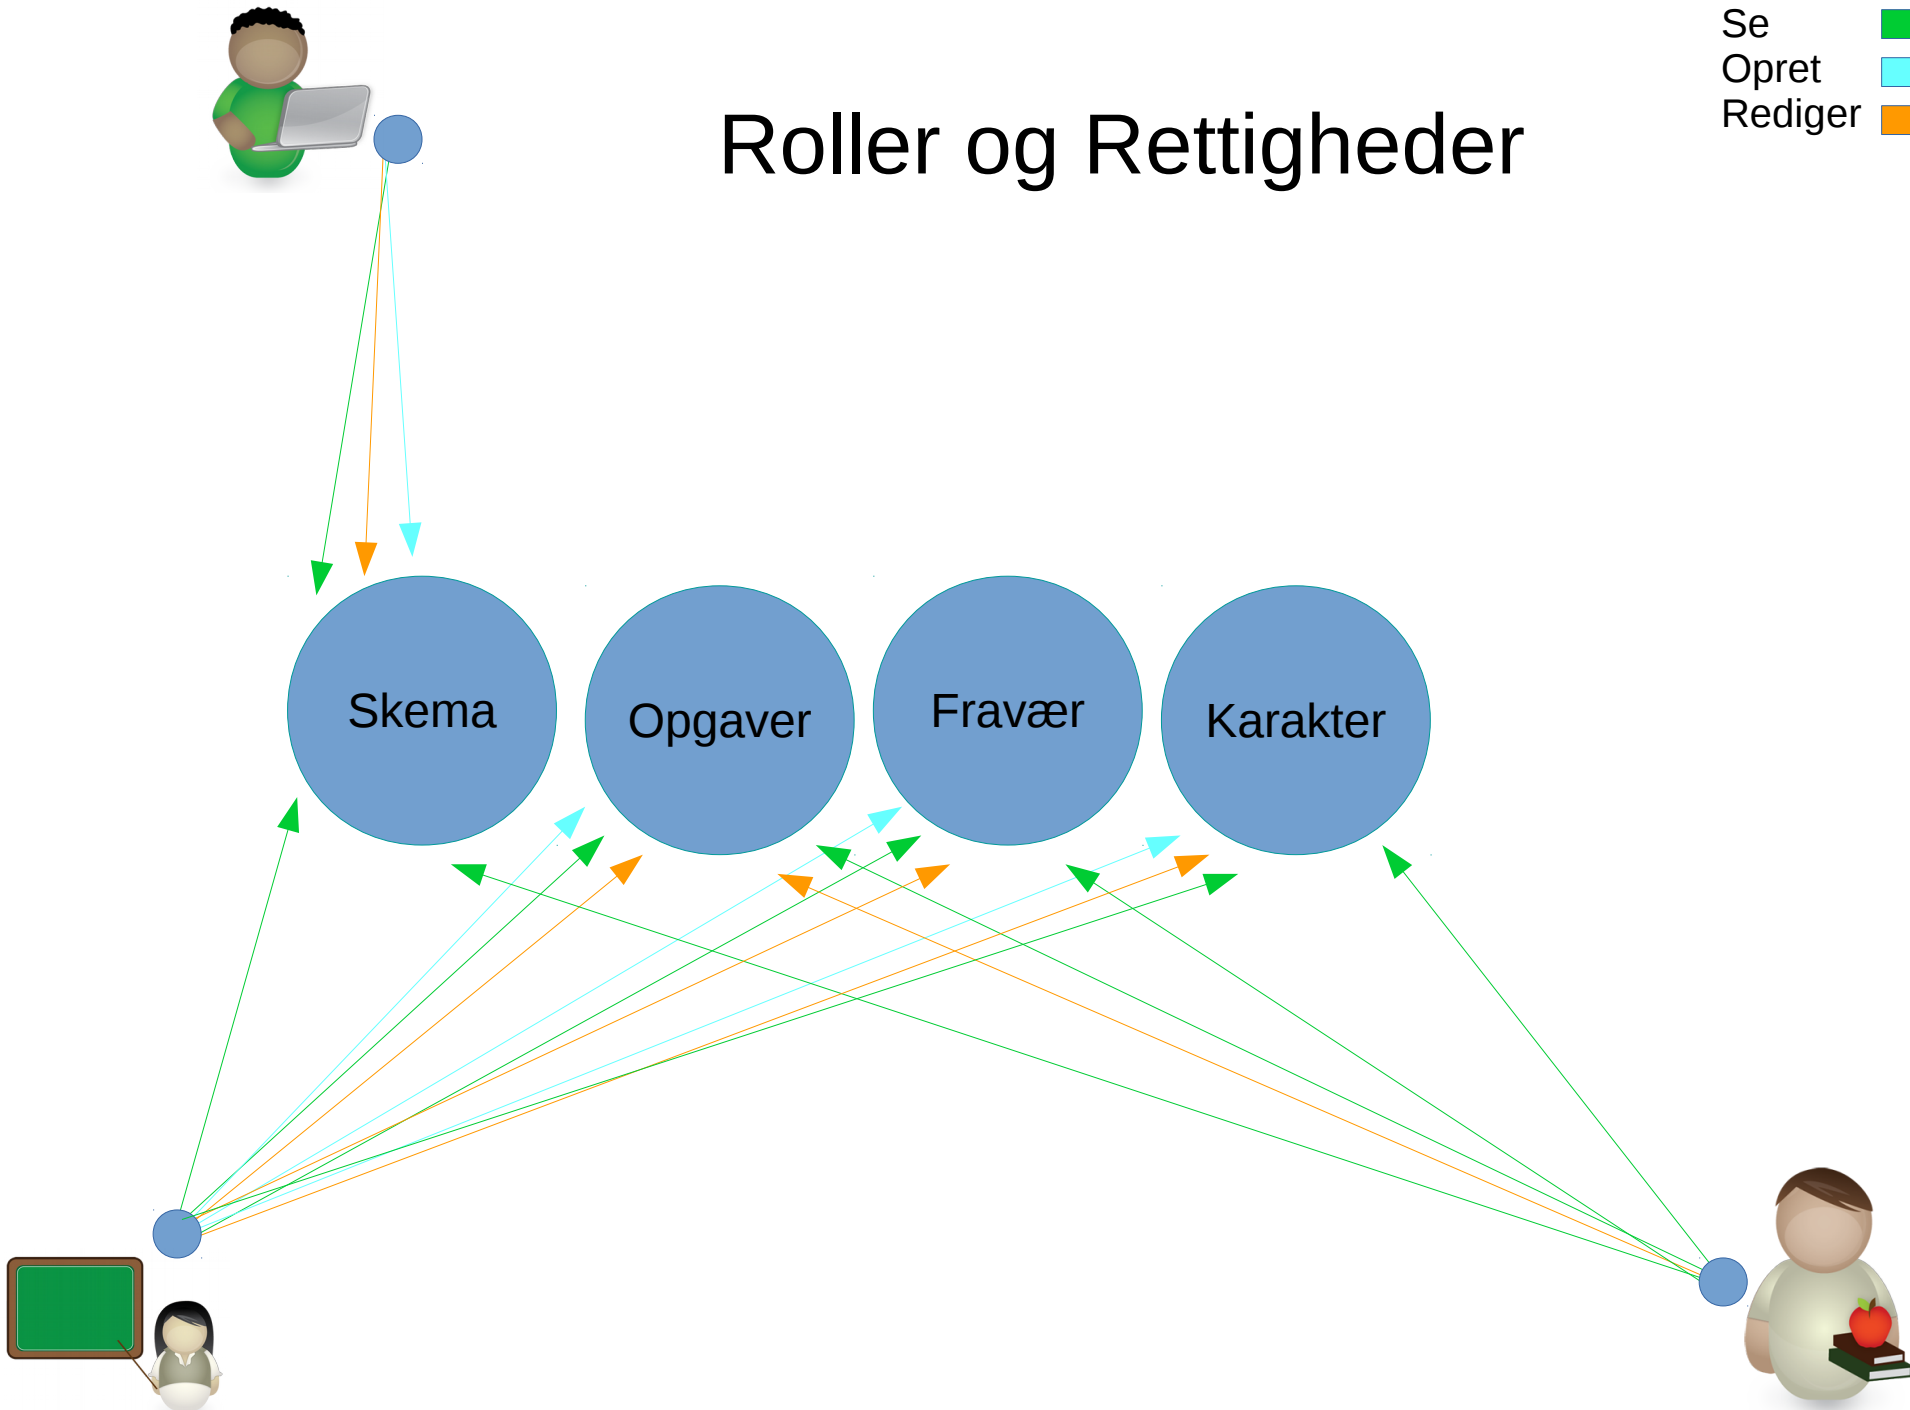 Se
Opret
Rediger
Roller og Rettigheder
Skema
Opgaver
Fravær
Karakter